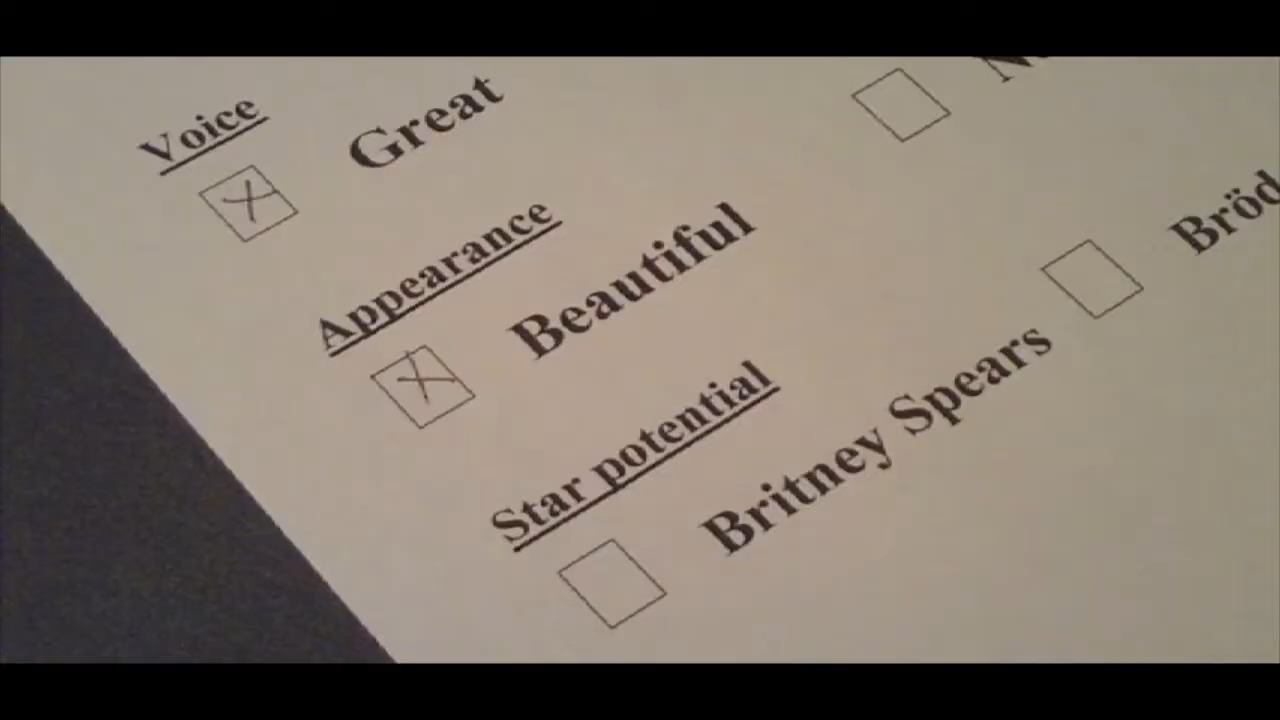 Voice
Great
Appearance
Beautiful
Star potential
Britney Spears